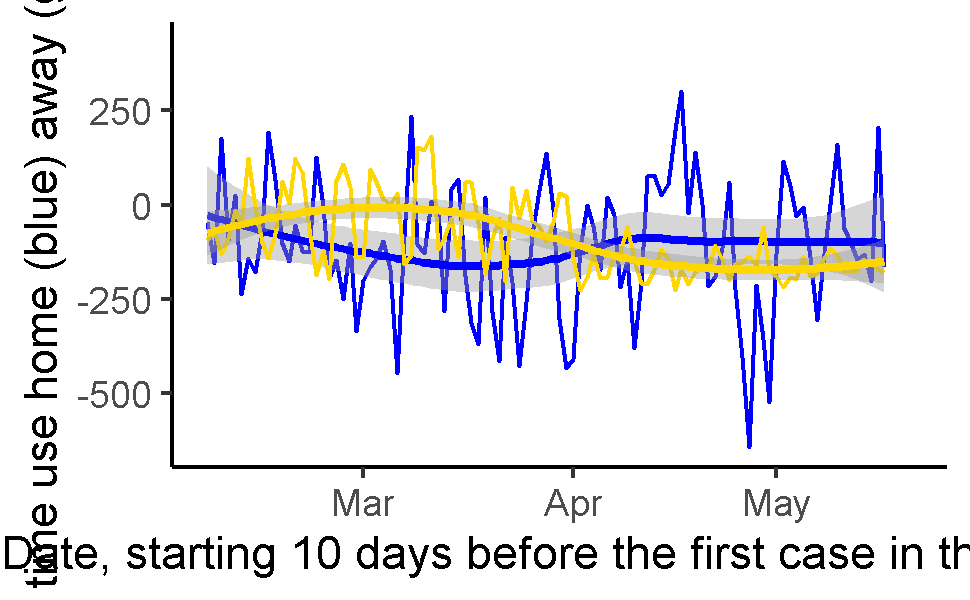 time use home (blue) away (
250
0
-250
-500
Mar Apr May
Date, starting 10 days before the first case in th